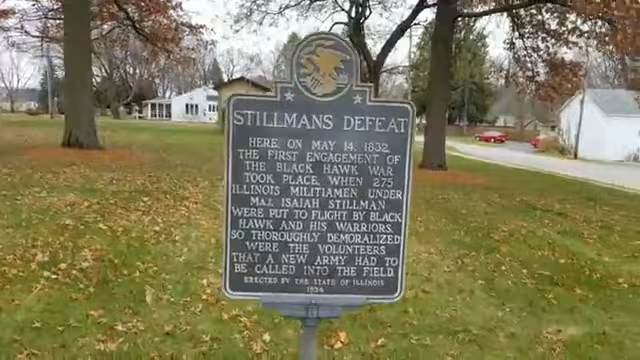 STILLMANS DEFEAT
HERE, ON MAY 14, 1832,
THE FIRST ENGAGEMENT OF
THE BLACK HAWK WAR
TOOK PLACE, WHEN 275
ILLINOIS MILITIAMEN UNDER
MAJ. ISAIAH STILLMAN
WERE PUT TO FLIGHT BY BLACK
HAWK AND HIS WARRIORS.
SO THOROUGHLY DEMORALIZED
WERE THE VOLUNTEERS
THAT A NEW ARMY HAD TO
BE CALLED INTO THE FIELD.
ERECTED BY THE STATE OF ILLINOIS
1934